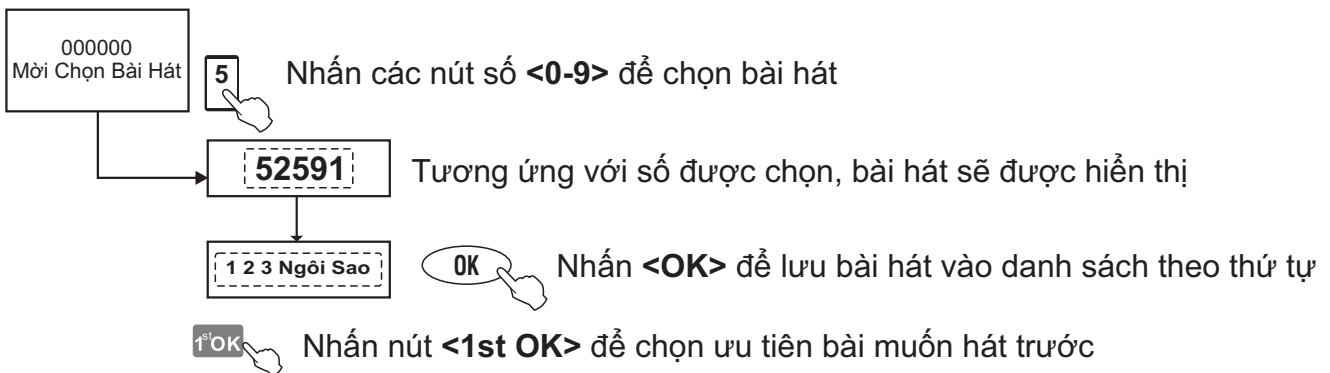 000000
Mời Chọn Bài Hát
5
Nhấn các nút số <0-9> để chọn bài hát
52591
Tương ứng với số được chọn, bài hát sẽ được hiển thị
1 2 3 Ngôi Sao
OK
Nhấn <OK> để lưu bài hát vào danh sách theo thứ tự
1st OK
Nhấn nút <1st OK> để chọn ưu tiên bài muốn hát trước